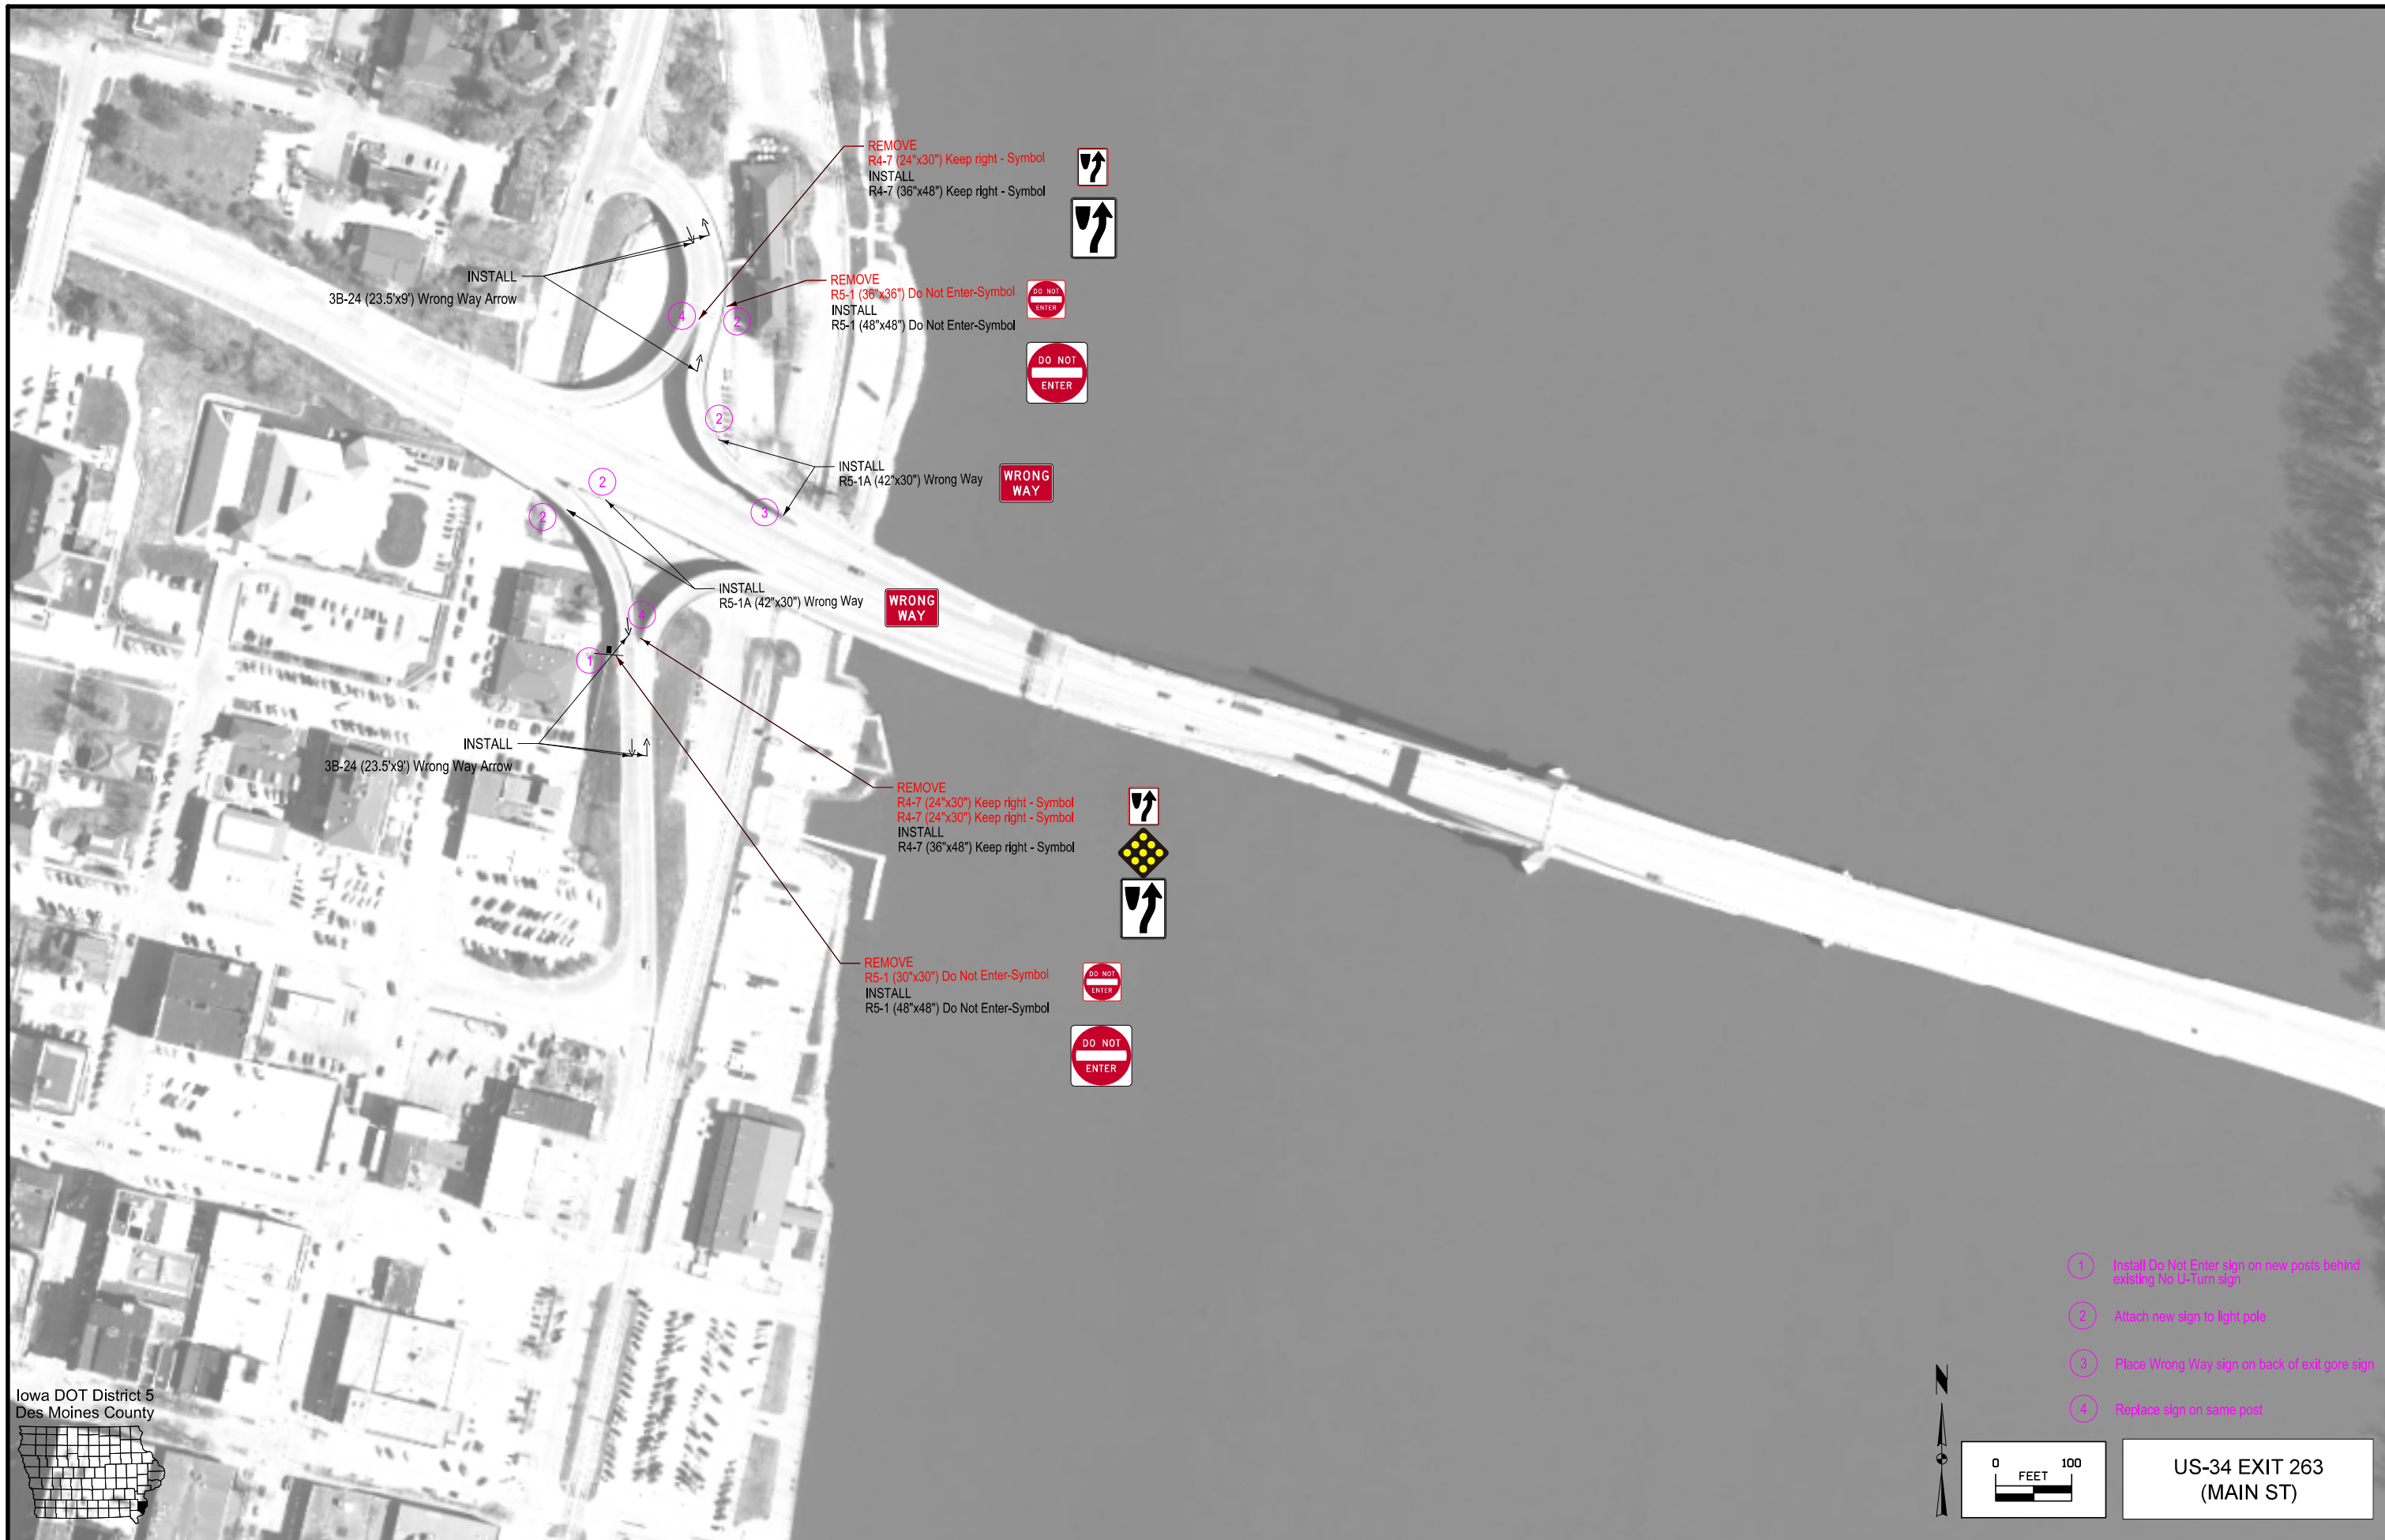 REMOVE
R4-7 (24"x30") Keep right - Symbol
INSTALL
R4-7 (36"x48") Keep right - Symbol
INSTALL
3B-24 (23.5'x9') Wrong Way Arrow
REMOVE
R5-1 (36"x36") Do Not Enter-Symbol
INSTALL
R5-1 (48"x48") Do Not Enter-Symbol
DO NOT
ENTER
DO NOT
ENTER
4
2
2
INSTALL
R5-1A (42"x30") Wrong Way
WRONG
WAY
2
2
3
INSTALL
R5-1A (42"x30") Wrong Way
WRONG
WAY
4
1
INSTALL
3B-24 (23.5'x9') Wrong Way Arrow
REMOVE
R4-7 (24"x30") Keep right - Symbol
R4-7 (24"x30") Keep right - Symbol
INSTALL
R4-7 (36"x48") Keep right - Symbol
REMOVE
R5-1 (30"x30") Do Not Enter-Symbol
INSTALL
R5-1 (48"x48") Do Not Enter-Symbol
DO NOT
ENTER
DO NOT
ENTER
1 Install Do Not Enter sign on new posts behind
existing No U-Turn sign
2 Attach new sign to light pole
3 Place Wrong Way sign on back of exit gore sign
4 Replace sign on same post
Iowa DOT District 5
Des Moines County
N
0 100
FEET
US-34 EXIT 263
(MAIN ST)